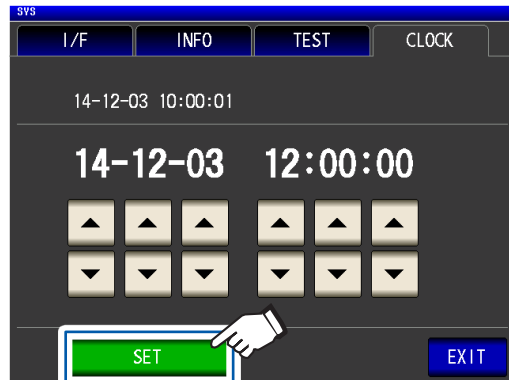 SYS
I/F INFO TEST CLOCK
14-12-03 10:00:01
14-12-03 12:00:00
SET EXIT